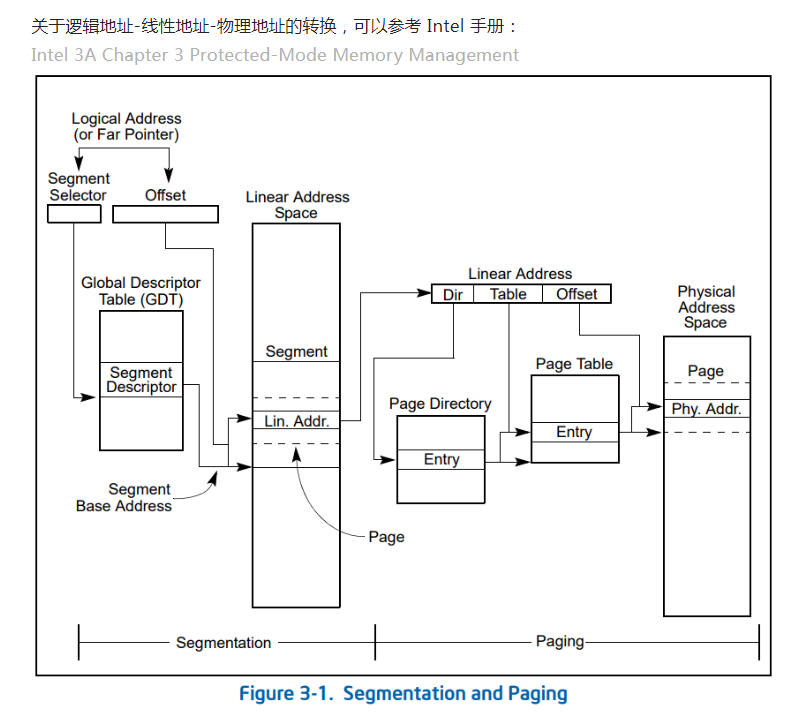 关于逻辑地址-线性地址-物理地址的转换，可以参考 Intel 手册：
Intel 3A Chapter 3 Protected-Mode Memory Management
Logical Address
(or Far Pointer)
Segment
Selector
Offset
Linear Address
Space
Global Descriptor
Table (GDT)
Segment
Descriptor
Segment
Lin. Addr.
Segment
Base Address
Page
Linear Address
Dir
Table
Offset
Page Directory
Entry
Page Table
Entry
Physical
Address
Space
Page
Phy. Addr.
Segmentation
Paging
Figure 3-1. Segmentation and Paging